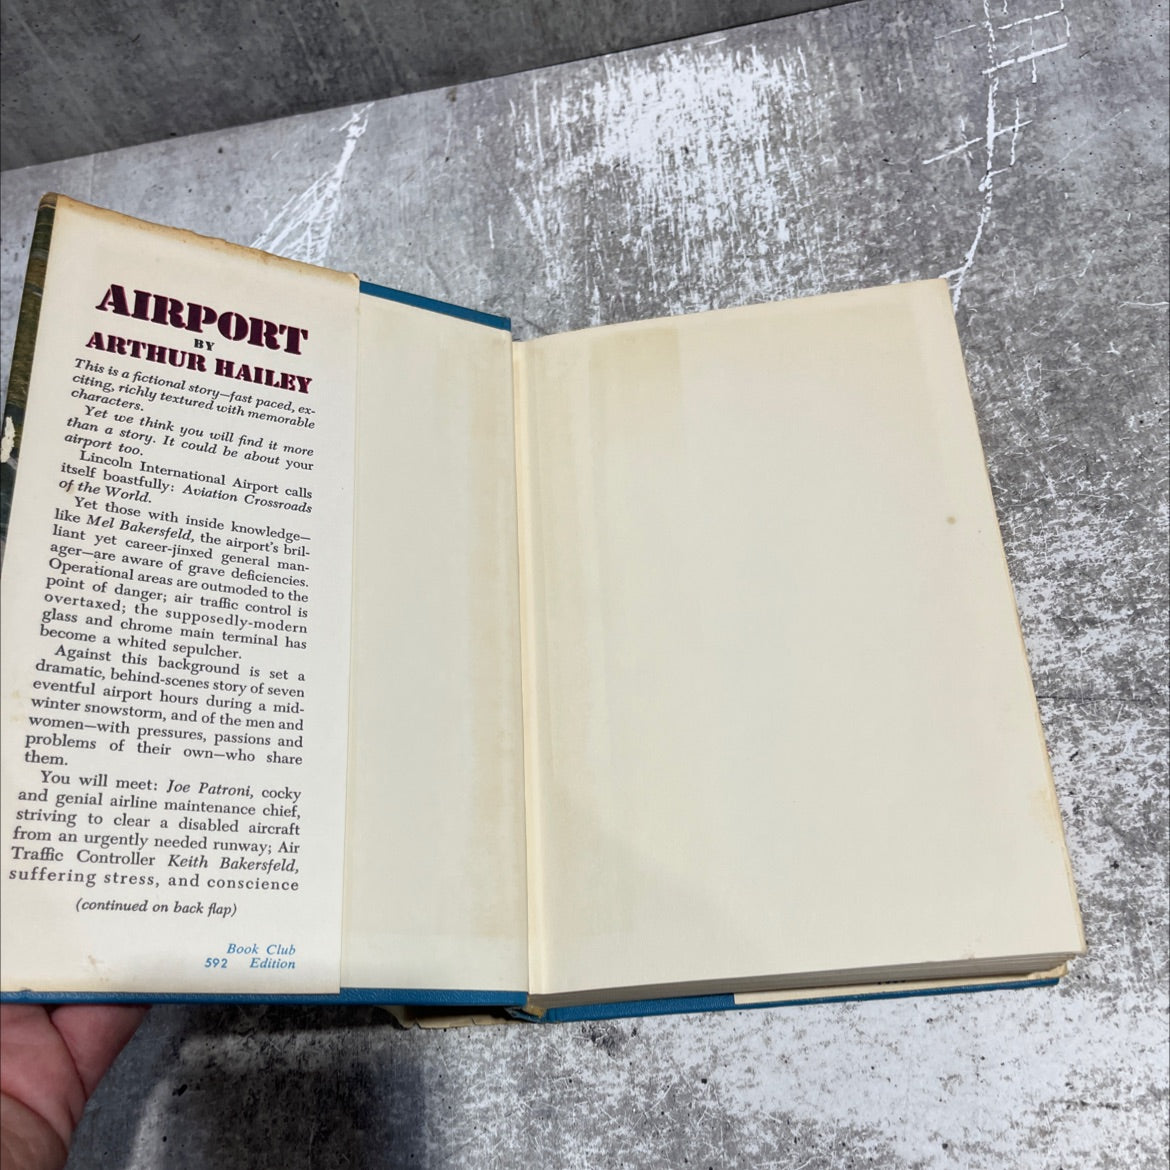 AIRPORT
BY
ARTHUR HAILEY
This is a fictional story—fast paced, ex-
citing, richly textured with memorable
characters.
Yet we think you will find it more
than a story. It could be about your
airport too.
Lincoln International Airport calls
itself boastfully: Aviation Crossroads
of the World.
Yet those with inside knowledge—
like Mel Bakersfeld, the airport's bril-
liant yet career-jinxed general man-
ager—are aware of grave deficiencies.
Operational areas are outmoded to the
point of danger; air traffic control is
overtaxed; the supposedly-modern
glass and chrome main terminal has
become a whited sepulcher.
Against this background is set a
dramatic, behind-scenes story of seven
eventful airport hours during a mid-
winter snowstorm, and of the men and
women—with pressures, passions and
problems of their own—who share
them.
You will meet: Joe Patroni, cocky
and genial airline maintenance chief,
striving to clear a disabled aircraft
from an urgently needed runway; Air
Traffic Controller Keith Bakersfeld,
suffering stress, and conscience
(continued on back flap)
Book Club
592 Edition